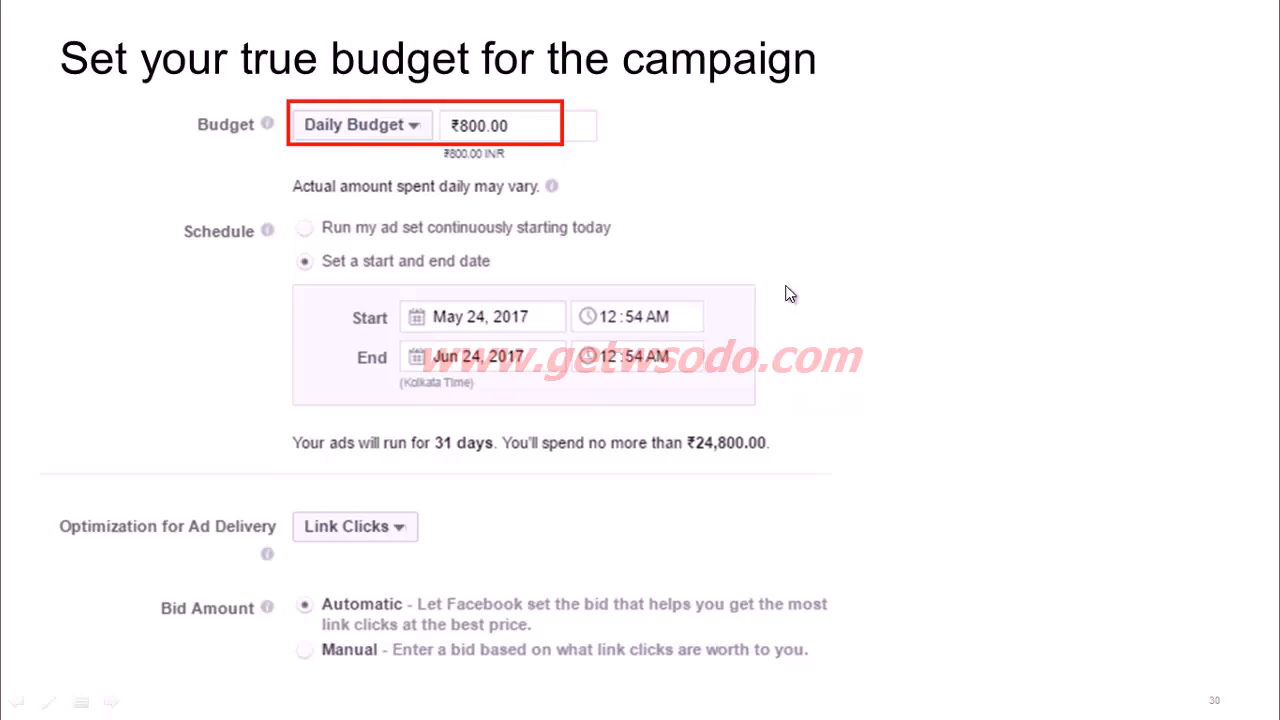 Set your true budget for the campaign
Budget Daily Budget ₹800.00
₹800.00 INR
Actual amount spent daily may vary.
Schedule Run my ad set continuously starting today
Set a start and end date
Start May 24, 2017 12:54 AM
End Jun 24, 2017 12:54 AM
www.getwsodo.com
(Kolkata Time)
Your ads will run for 31 days. You'll spend no more than ₹24,800.00.
Optimization for Ad Delivery Link Clicks
Bid Amount Automatic - Let Facebook set the bid that helps you get the most
link clicks at the best price.
Manual - Enter a bid based on what link clicks are worth to you.
30